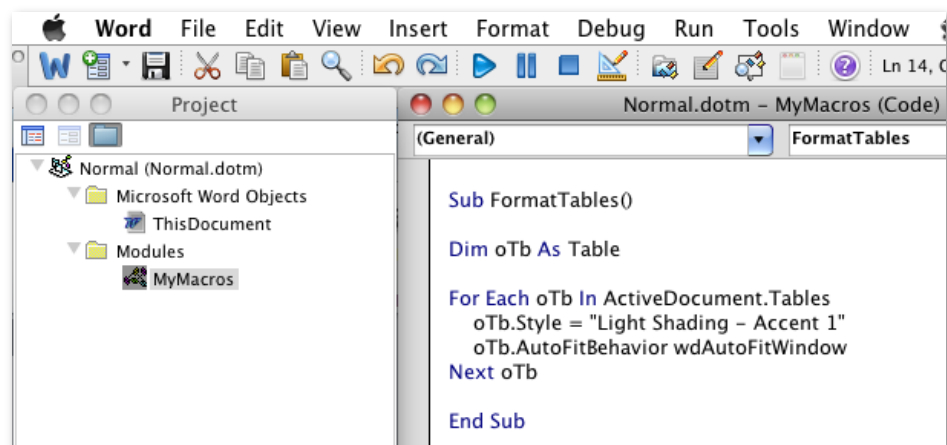 Word File Edit View Insert Format Debug Run Tools Window
Ln 14, C
Project
Normal.dotm – MyMacros (Code)
(General)
FormatTables
Normal (Normal.dotm)
Microsoft Word Objects
ThisDocument
Modules
MyMacros
Sub FormatTables()
Dim oTb As Table
For Each oTb In ActiveDocument.Tables
oTb.Style = "Light Shading – Accent 1"
oTb.AutoFitBehavior wdAutoFitWindow
Next oTb
End Sub